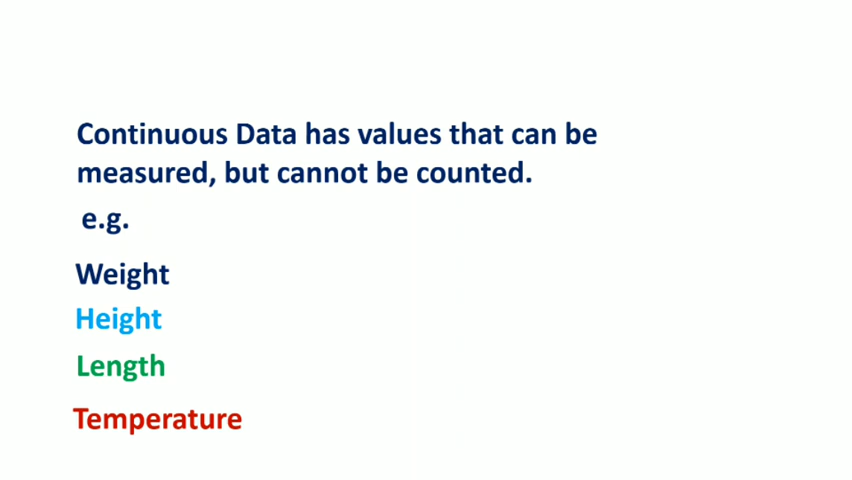 Continuous Data has values that can be
measured, but cannot be counted.
e.g.
Weight
Height
Length
Temperature